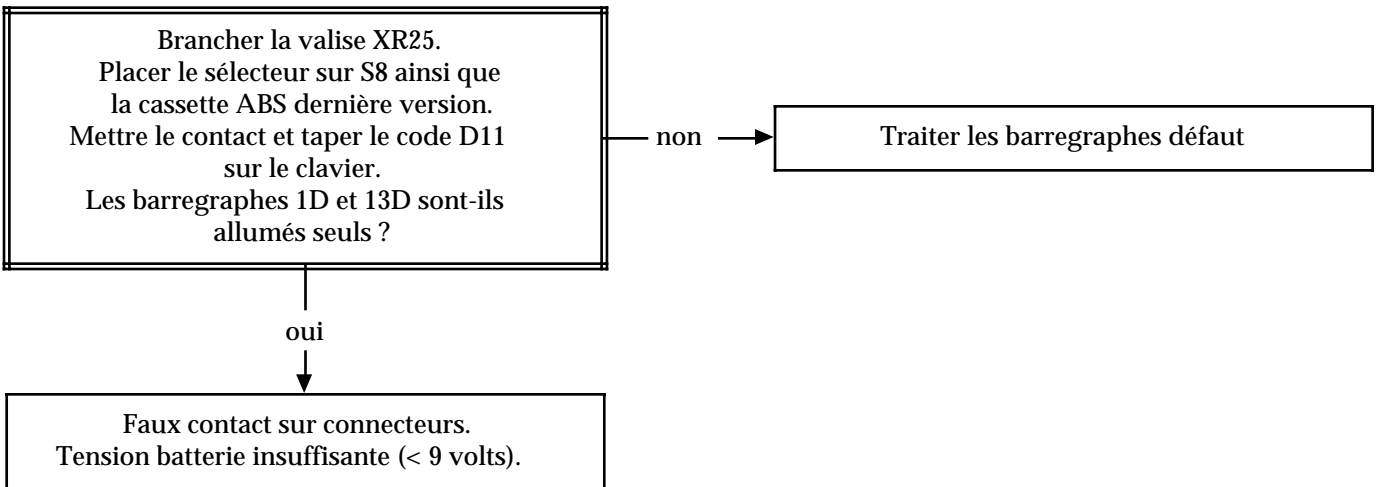 Brancher la valise XR25.
Placer le sélecteur sur S8 ainsi que
la cassette ABS dernière version.
Mettre le contact et taper le code D11
sur le clavier.
Les barregraphes 1D et 13D sont-ils
allumés seuls ?
non
Traiter les barregraphes défaut
oui
Faux contact sur connecteurs.
Tension batterie insuffisante (< 9 volts).